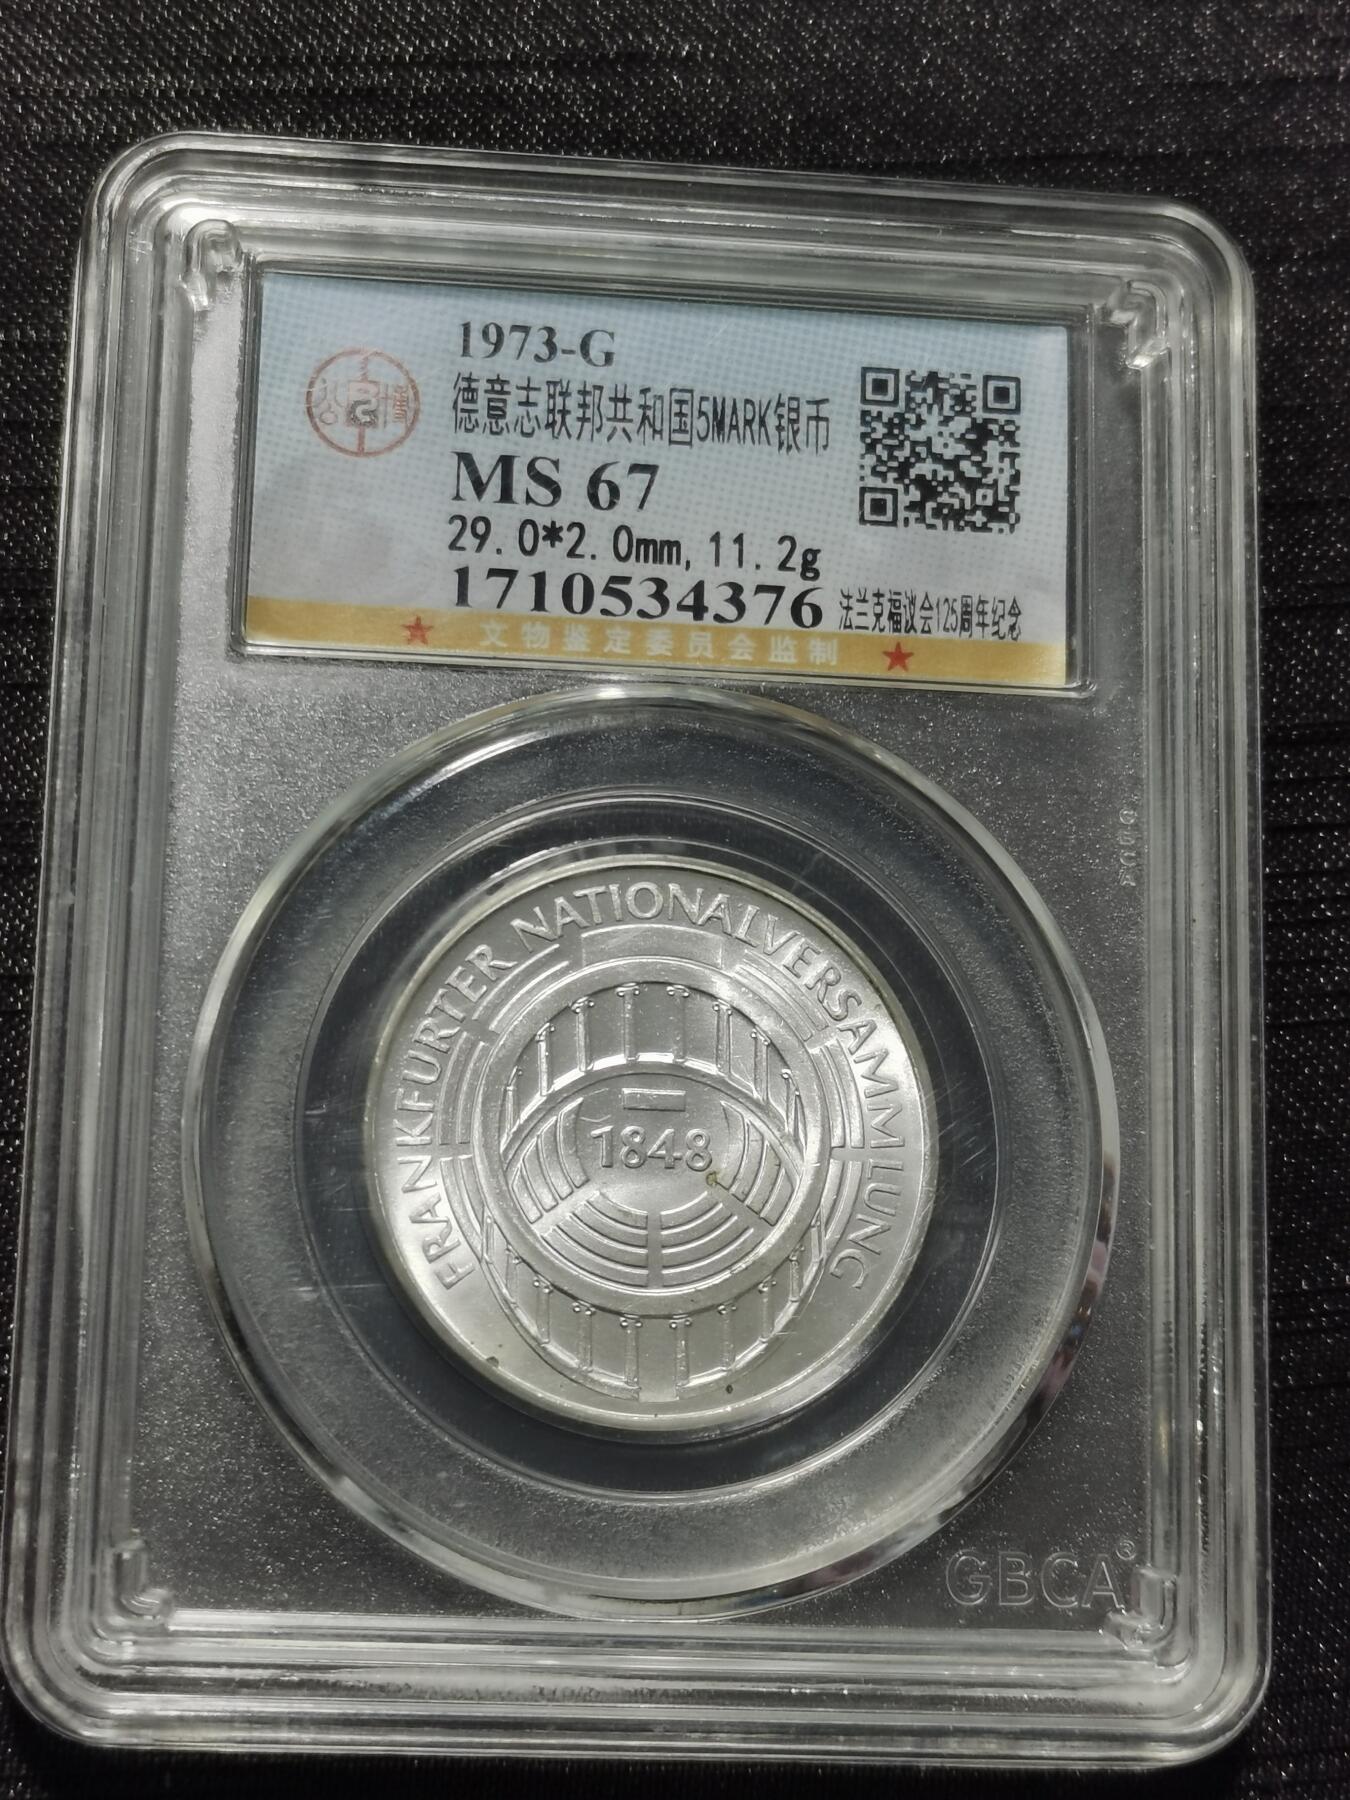 1973-G
德意志联邦共和国5MARK银币
MS 67
29.0*2.0mm, 11.2g
1710534376 法兰克福议会125周年纪念
文物鉴定委员会监制
FRANKFURTER NATIONALVERSAMMLUNG
1848
GBCA®